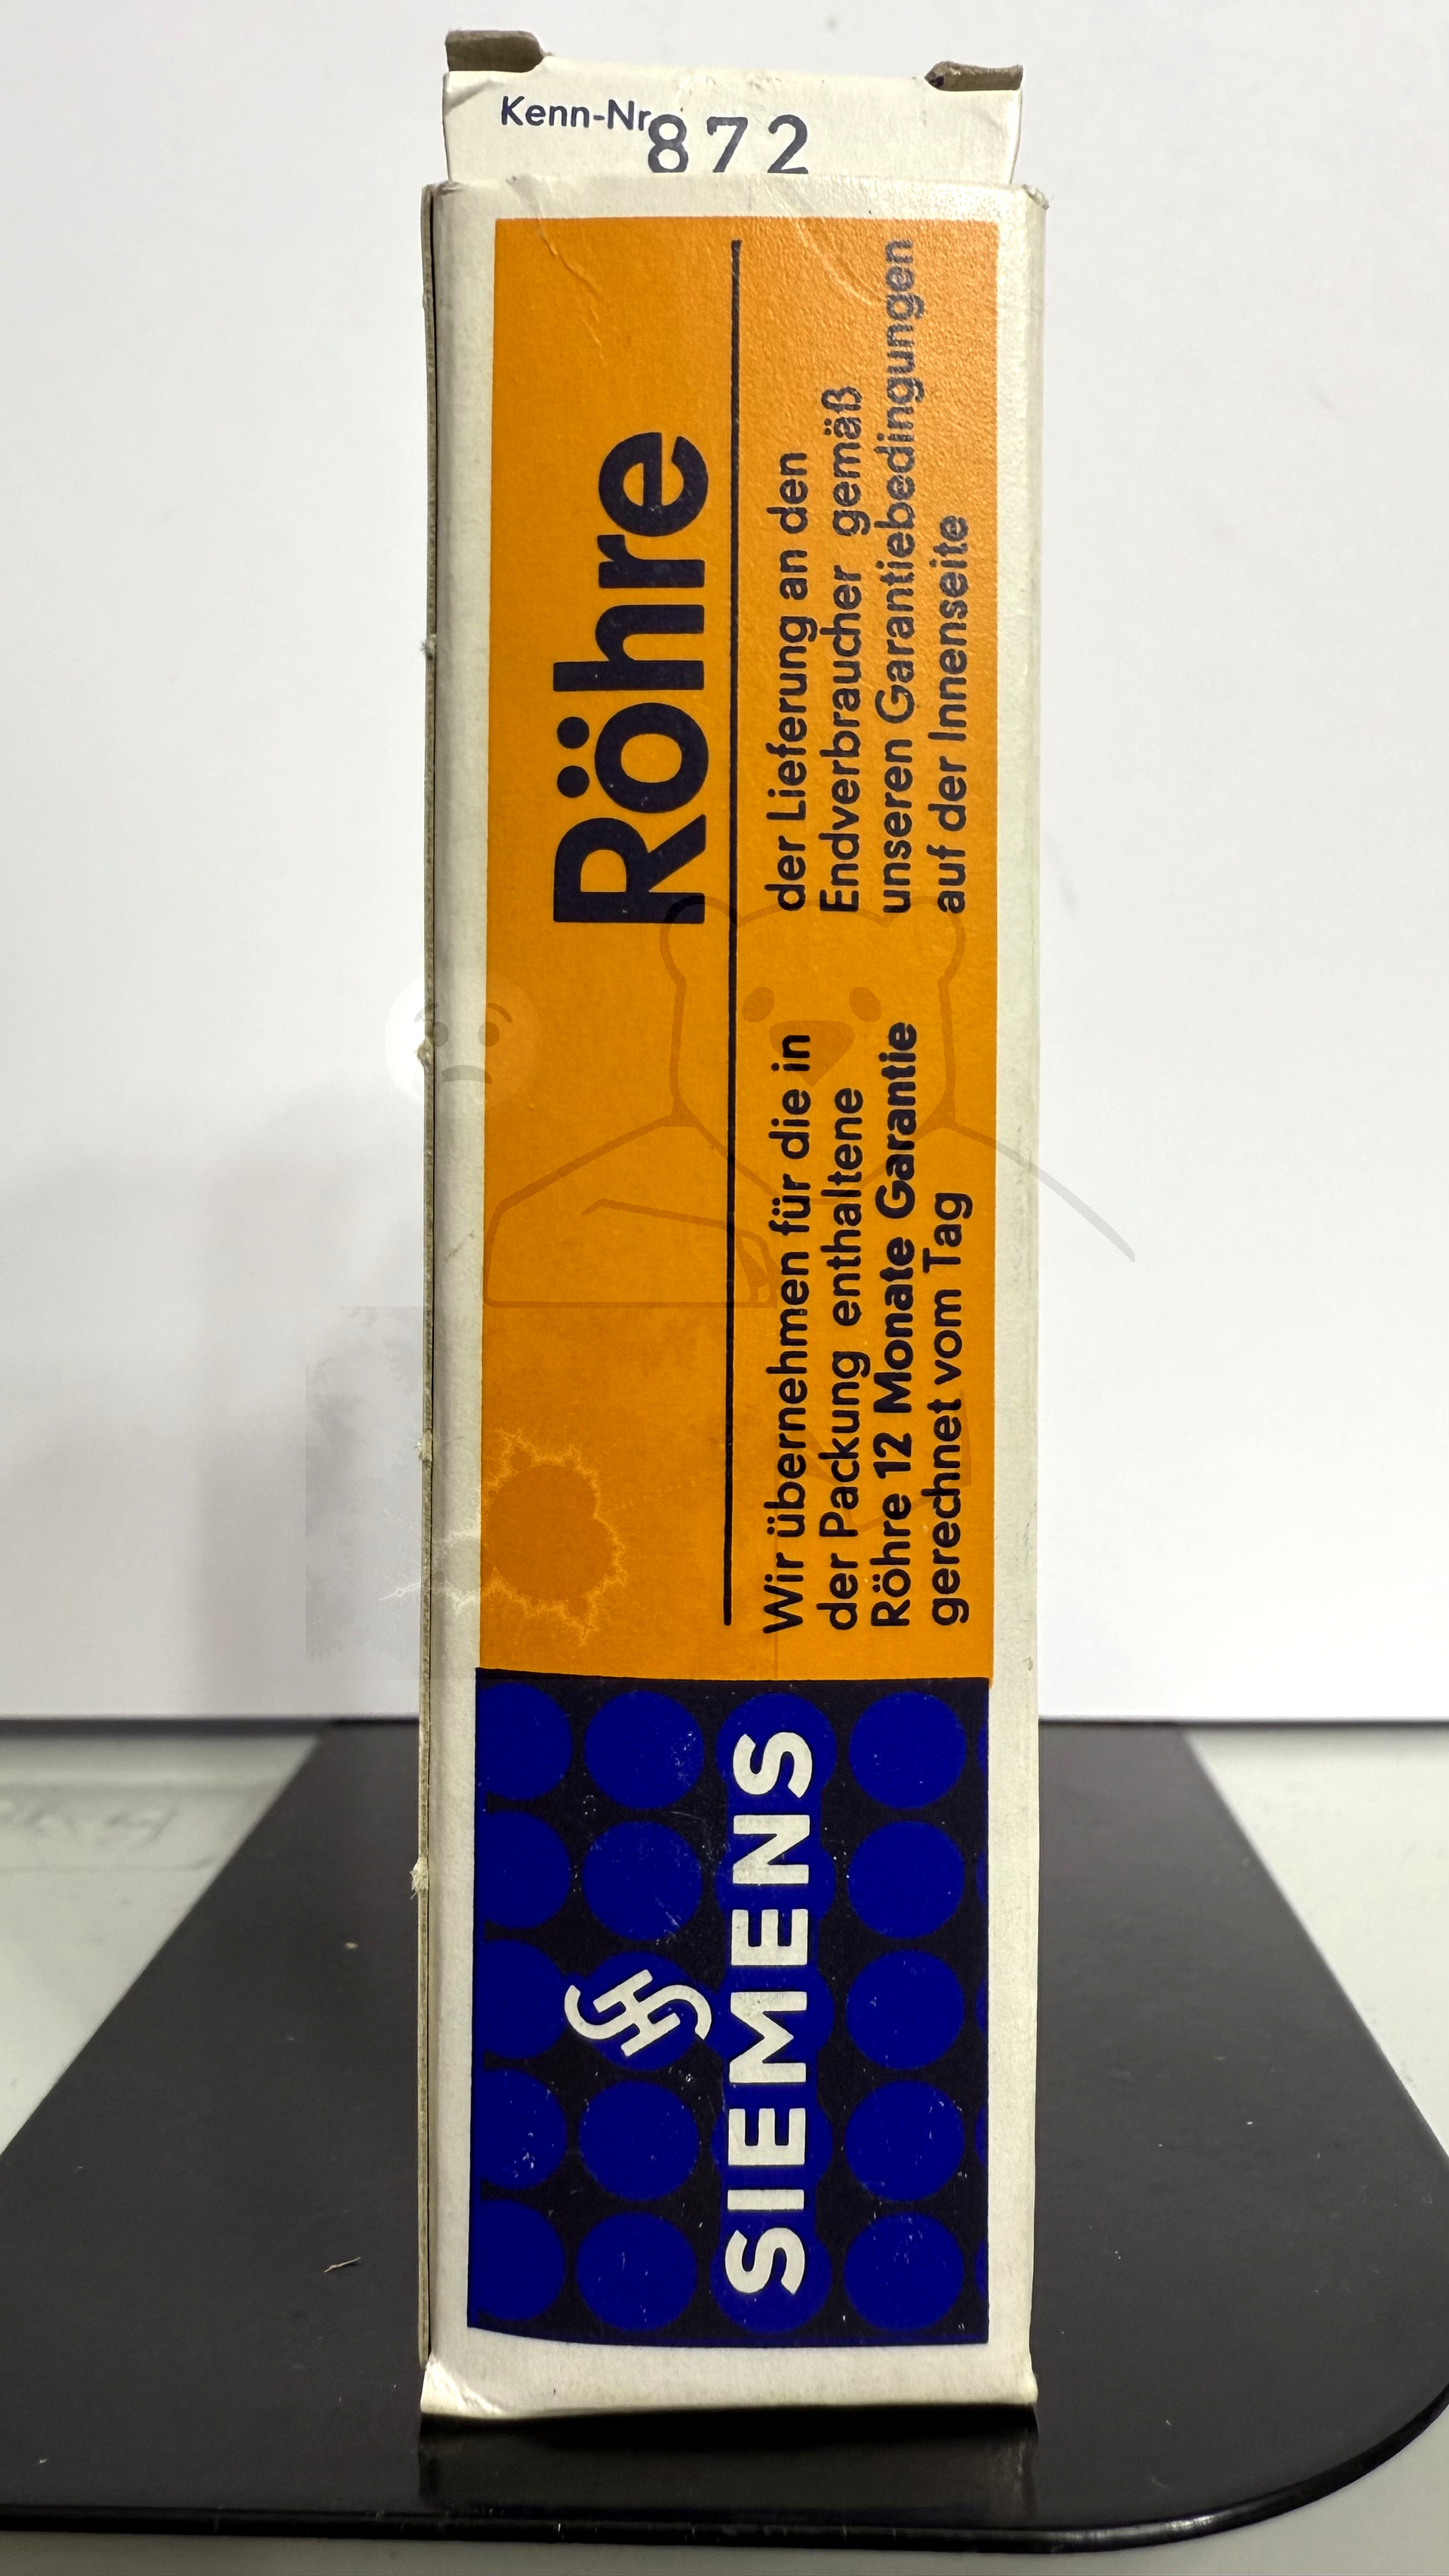 Kenn-Nr.
872
Röhre
Wir übernehmen für die in
der Packung enthaltene
Röhre 12 Monate Garantie
gerechnet vom Tag
der Lieferung an den
Endverbraucher gemäß
unseren Garantiebedingungen
auf der Innenseite
SIEMENS